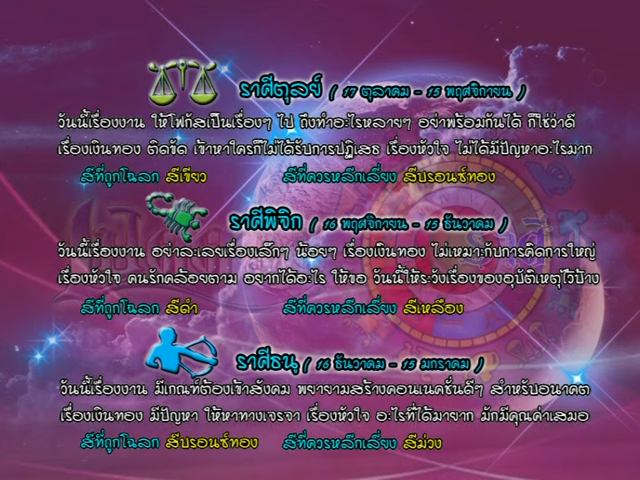 ราศีตุลย์ ( 17 ตุลาคม - 15 พฤศจิกายน )
วันนี้เรื่องงาน ให้โฟกัสเป็นเรื่องๆ ไป ถึงทำอะไรหลายๆ อย่างพร้อมกันได้ ก็ใช่ว่าดี
เรื่องเงินทอง ติดขัด เข้าหาใครก็ไม่ได้รับการปฏิเสธ เรื่องหัวใจ ไม่ได้มีปัญหาอะไรมาก
สีที่ถูกโฉลก สีเขียว สีที่ควรหลีกเลี่ยง สีบรอนซ์ทอง
ราศีพิจิก ( 16 พฤศจิกายน - 15 ธันวาคม )
วันนี้เรื่องงาน อย่าละเลยเรื่องเล็กๆ น้อยๆ เรื่องเงินทอง ไม่เหมาะกับการคิดการใหญ่
เรื่องหัวใจ คนรักคล้อยตาม อยากได้อะไร ให้ขอ วันนี้ให้ระวังเรื่องของอุบัติเหตุไว้บ้าง
สีที่ถูกโฉลก สีดำ สีที่ควรหลีกเลี่ยง สีเหลือง
ราศีธนู ( 16 ธันวาคม - 15 มกราคม )
วันนี้เรื่องงาน มีเกณฑ์ต้องเข้าสังคม พยายามสร้างคอนเนคชั่นดีๆ สำหรับอนาคต
เรื่องเงินทอง มีปัญหา ให้หาทางเจรจา เรื่องหัวใจ อะไรที่ได้มายาก มักมีคุณค่าเสมอ
สีที่ถูกโฉลก สีบรอนซ์ทอง สีที่ควรหลีกเลี่ยง สีม่วง